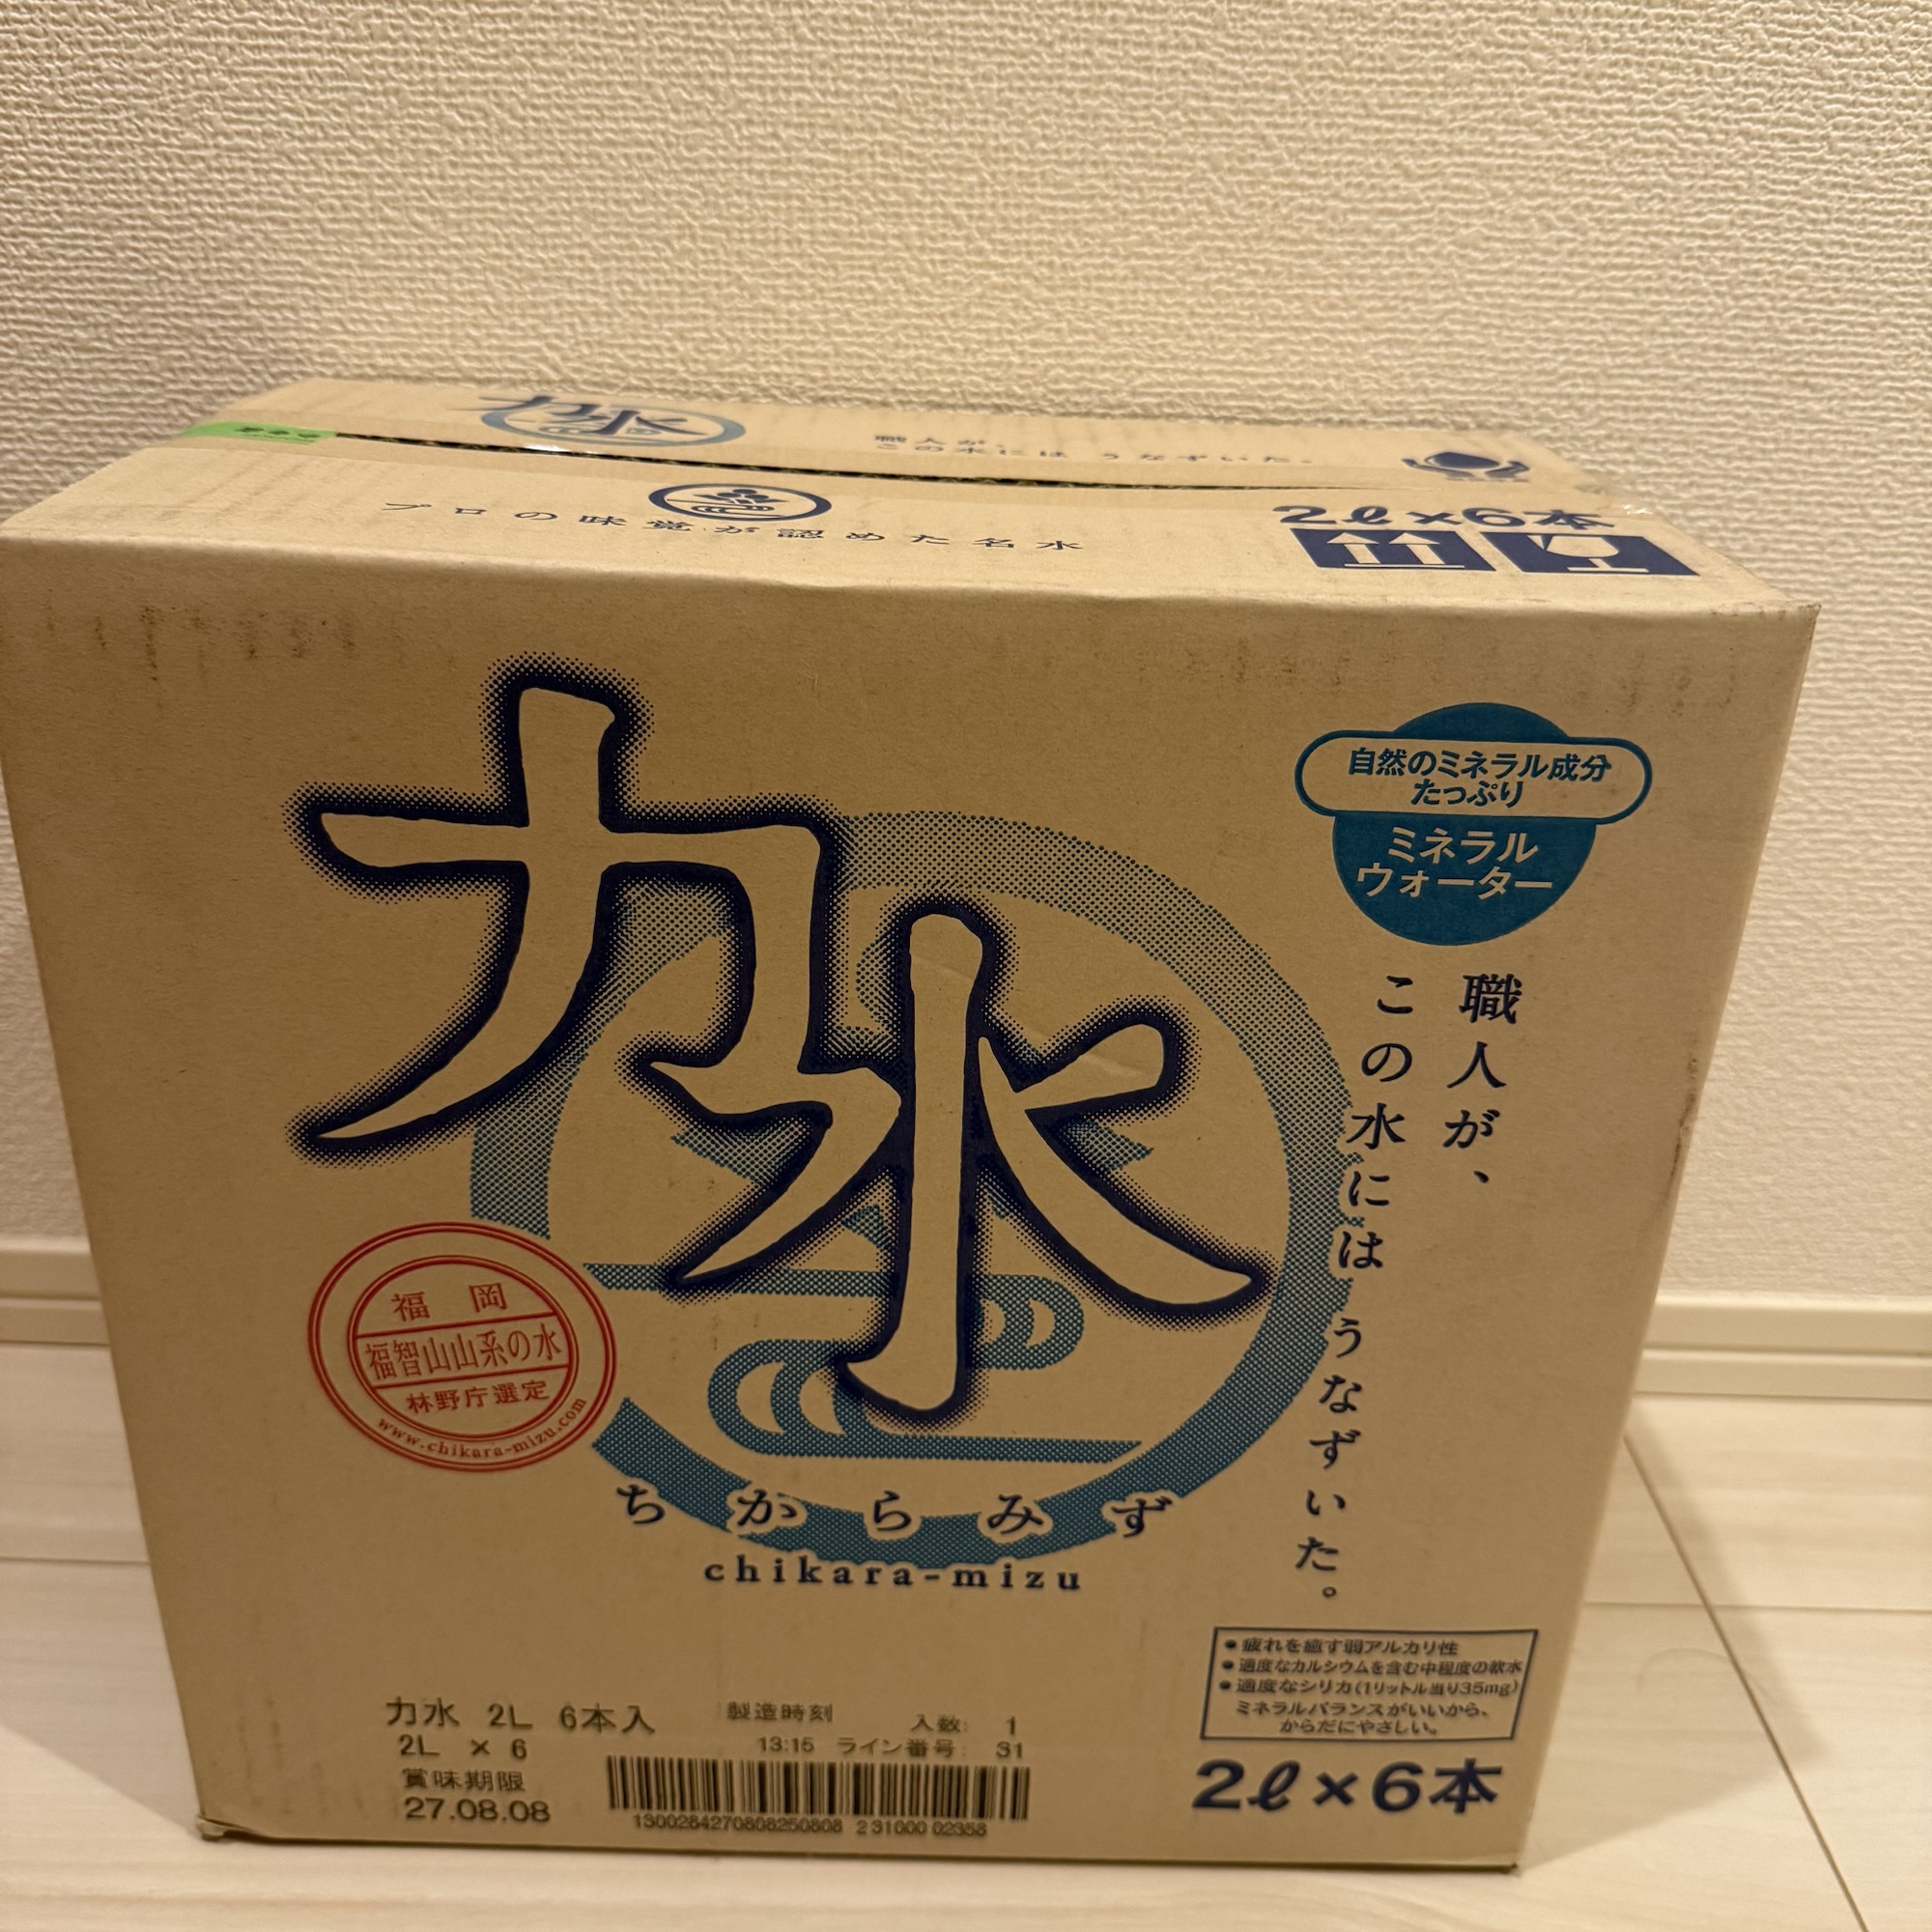 力水
職人が、
この水には うなずいた。
プロの味覚が認めた名水
2ℓ×6本
自然のミネラル成分
たっぷり
ミネラル
ウォーター
力水
職人が、
この水には うなずいた。
福岡
福智山山系の水
林野庁選定
www.chikara-mizu.com
ちからみず
chikara-mizu
●疲れを癒す弱アルカリ性
●適度なカルシウムを含む中程度の軟水
●適度なシリカ(1リットル当り35mg)
ミネラルバランスがいいから、
からだにやさしい。
2ℓ×6本
力水 2L 6本入 製造時刻 入数: 1
2L × 6 13:15 ライン番号: 31
賞味期限
27.08.08
1300284270808250808 231000 02358